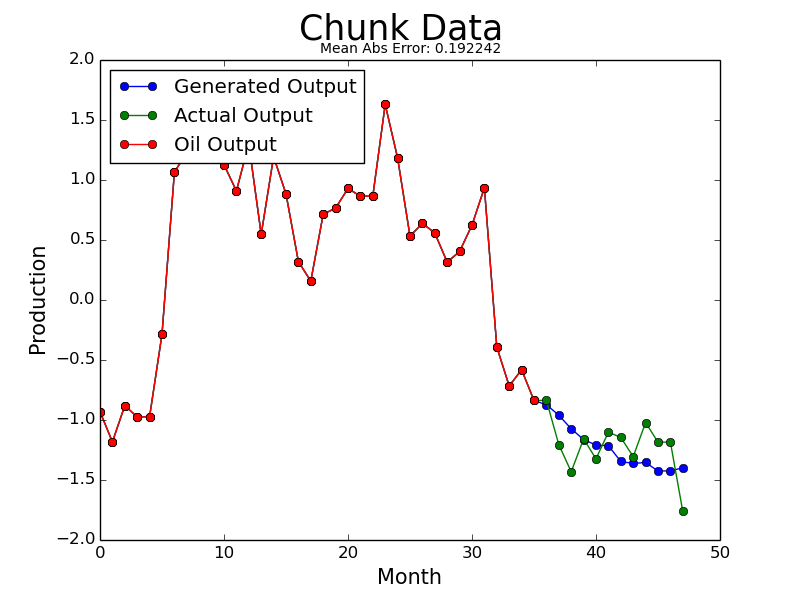 Chunk Data
Mean Abs Error: 0.192242
Generated Output
Actual Output
Oil Output
2.0
1.5
1.0
0.5
0.0
−0.5
−1.0
−1.5
−2.0
Production
0 10 20 30 40 50
Month